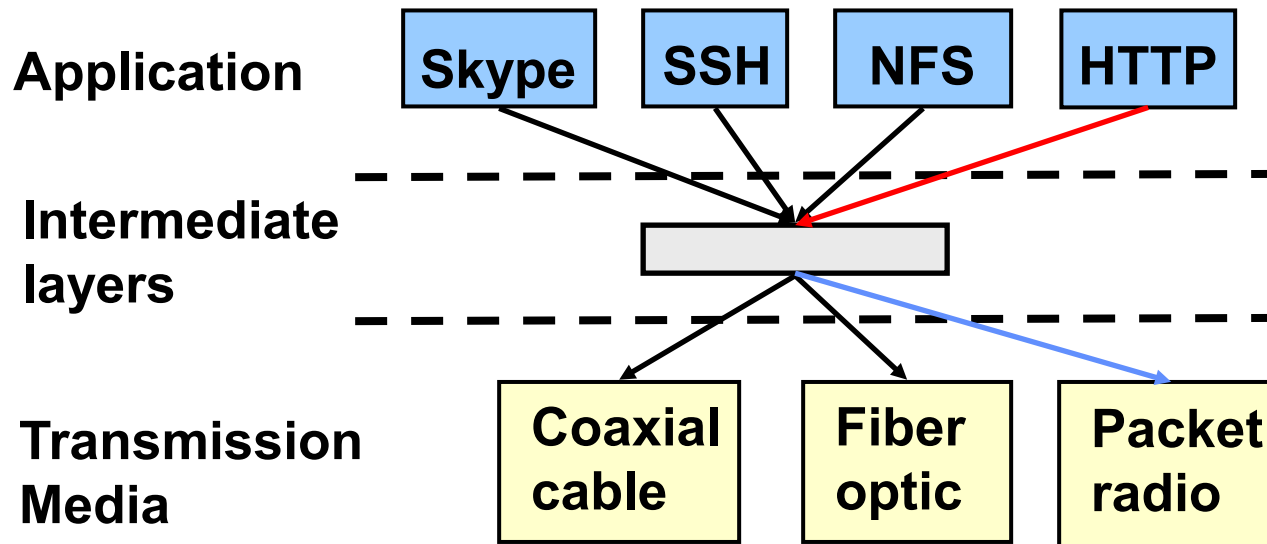 Application
Skype
SSH
NFS
HTTP
Intermediate
layers
Transmission
Media
Coaxial
cable
Fiber
optic
Packet
radio